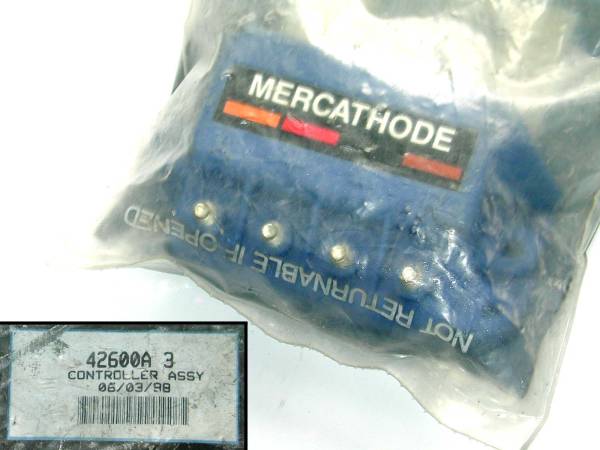 MERCATHODE
NOT RETURNABLE IF OPENED
42600A 3
CONTROLLER ASSY
06/03/98